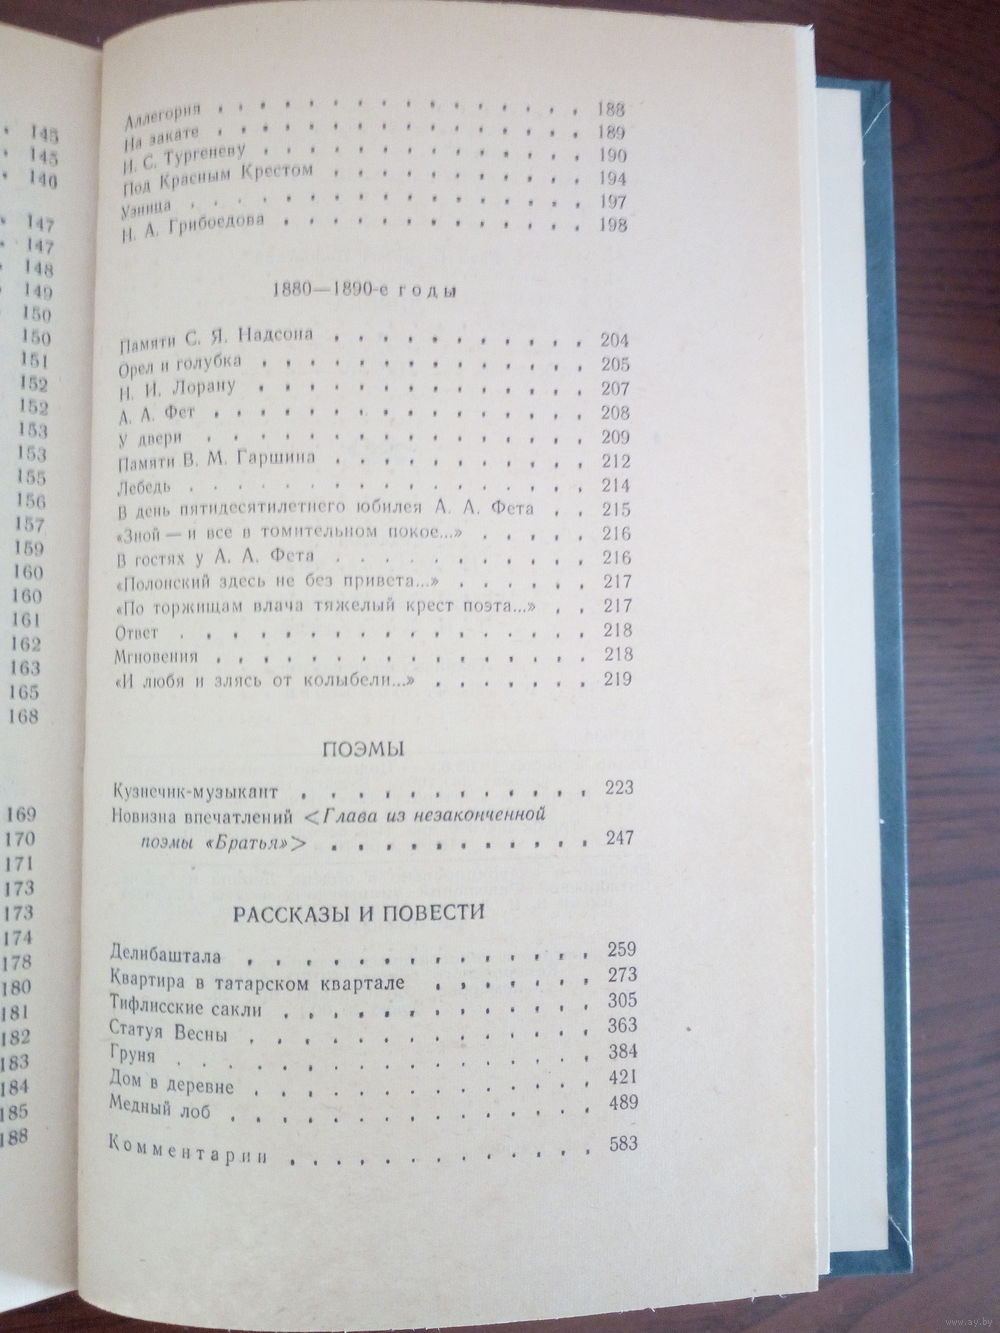 145
145
140
147
147
148
149
150
150
151
152
152
153
153
155
156
157
159
160
160
161
162
163
165
168
169
170
171
173
173
174
178
180
181
182
183
184
185
188
Аллегория . . . . . . . . . . . . . . . . 188
На закате . . . . . . . . . . . . . . . . 189
И. С. Тургеневу . . . . . . . . . . . . . . 190
Под Красным Крестом . . . . . . . . . . . 194
Узница . . . . . . . . . . . . . . . . . 197
Н. А. Грибоедова . . . . . . . . . . . . . 198
1880—1890-е годы
Памяти С. Я. Надсона . . . . . . . . . . . 204
Орел и голубка . . . . . . . . . . . . . . 205
Н. И. Лорану . . . . . . . . . . . . . . 207
А. А. Фет . . . . . . . . . . . . . . . . 208
У двери . . . . . . . . . . . . . . . . 209
Памяти В. М. Гаршина . . . . . . . . . . . 212
Лебедь . . . . . . . . . . . . . . . . . 214
В день пятидесятилетнего юбилея А. А. Фета . . 215
«Зной — и все в томительном покое...» . . . . . 216
В гостях у А. А. Фета . . . . . . . . . . . 216
«Полонский здесь не без привета...» . . . . . . 217
«По торжищам влача тяжелый крест поэта...» . . 217
Ответ . . . . . . . . . . . . . . . . . . 218
Мгновения . . . . . . . . . . . . . . . . 218
«И любя и злясь от колыбели...» . . . . . . . 219
ПОЭМЫ
Кузнечик-музыкант . . . . . . . . . . . . 223
Новизна впечатлений <Глава из незаконченной
поэмы «Братья»> . . . . . . . . . . . 247
РАССКАЗЫ И ПОВЕСТИ
Делибаштала . . . . . . . . . . . . . . 259
Квартира в татарском квартале . . . . . . . 273
Тифлисские сакли . . . . . . . . . . . . . 305
Статуя Весны . . . . . . . . . . . . . . 363
Груня . . . . . . . . . . . . . . . . . 384
Дом в деревне . . . . . . . . . . . . . . 421
Медный лоб . . . . . . . . . . . . . . . 489
Комментарии . . . . . . . . . . . . . 583
www.ay.by